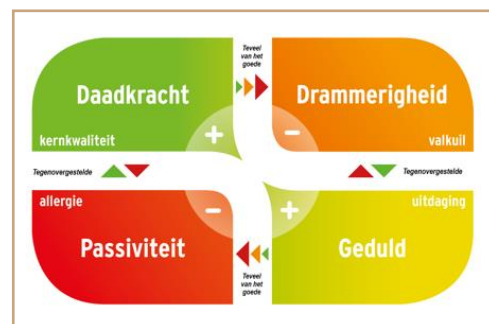 Teveel
van het
goede
Daadkracht
Drammerigheid
kernkwaliteit
+
−
valkuil
Tegenovergestelde
Tegenovergestelde
allergie
−
+
uitdaging
Passiviteit
Geduld
Teveel
van het
goede